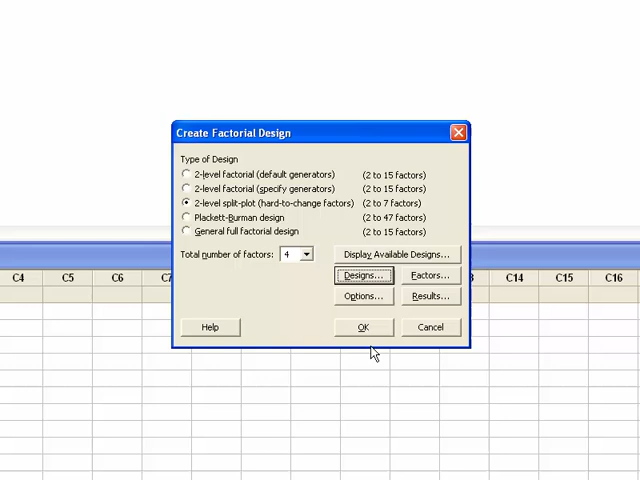 Create Factorial Design
Type of Design
2-level factorial (default generators) (2 to 15 factors)
2-level factorial (specify generators) (2 to 15 factors)
2-level split-plot (hard-to-change factors) (2 to 7 factors)
Plackett-Burman design (2 to 47 factors)
General full factorial design (2 to 15 factors)
Total number of factors: 4 Display Available Designs...
Designs... Factors...
C4 C5 C6 C7 C14 C15 C16
Options... Results...
Help OK Cancel